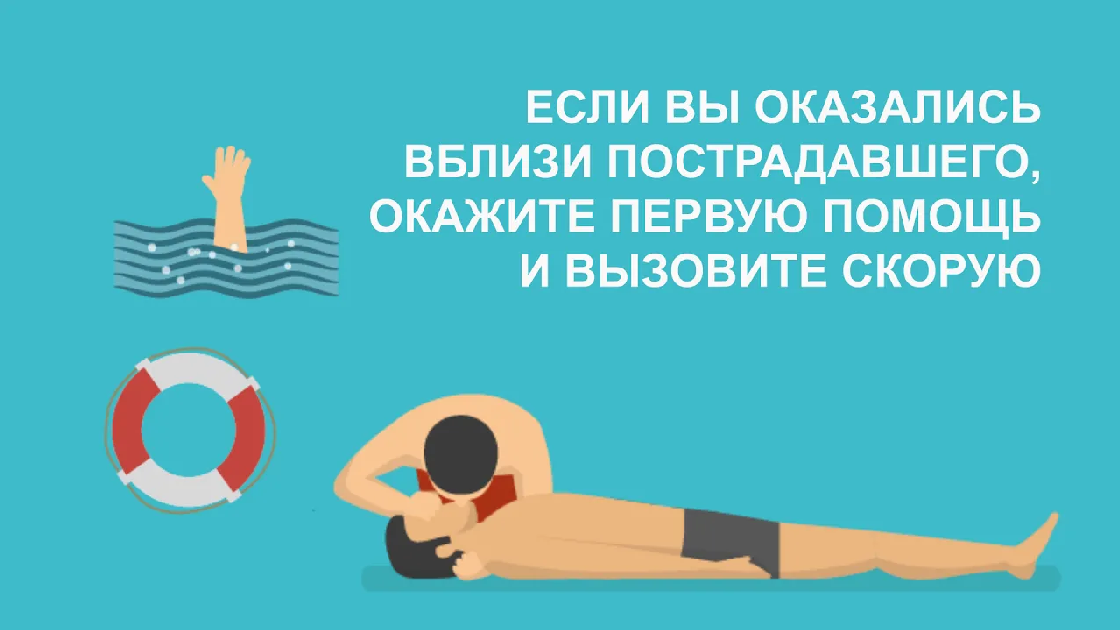 ЕСЛИ ВЫ ОКАЗАЛИСЬ
ВБЛИЗИ ПОСТРАДАВШЕГО,
ОКАЖИТЕ ПЕРВУЮ ПОМОЩЬ
И ВЫЗОВИТЕ СКОРУЮ